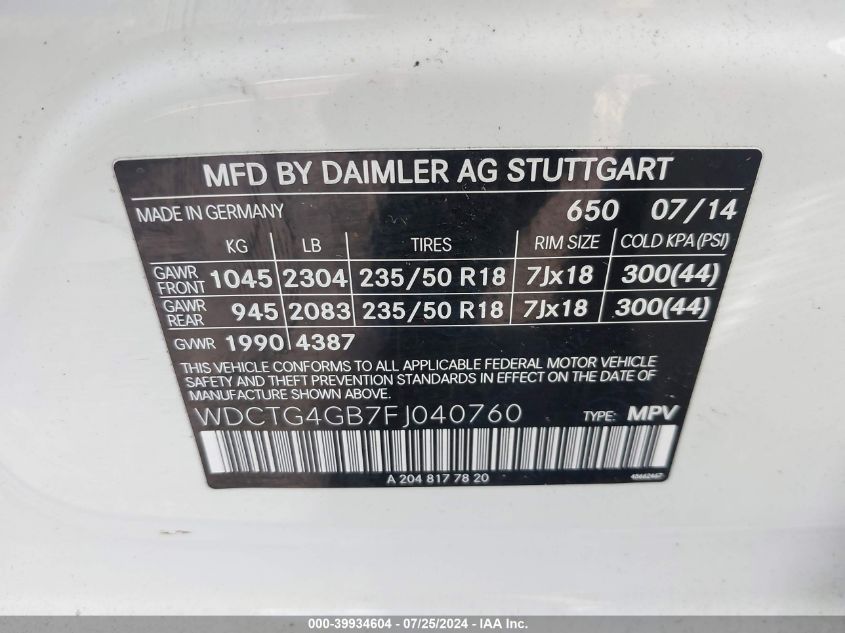 MFD BY DAIMLER AG STUTTGART
MADE IN GERMANY 650 07/14
KG LB TIRES RIM SIZE COLD KPA (PSI)
GAWR FRONT 1045 2304 235/50 R18 7Jx18 300(44)
GAWR REAR 945 2083 235/50 R18 7Jx18 300(44)
GVWR 1990 4387
THIS VEHICLE CONFORMS TO ALL APPLICABLE FEDERAL MOTOR VEHICLE
SAFETY AND THEFT PREVENTION STANDARDS IN EFFECT ON THE DATE OF
MANUFACTURE SHOWN ABOVE.
WDCTG4GB7FJ040760 TYPE: MPV
A 204 817 78 20
000-39934604 / 07/25/2024 - IAA Inc.